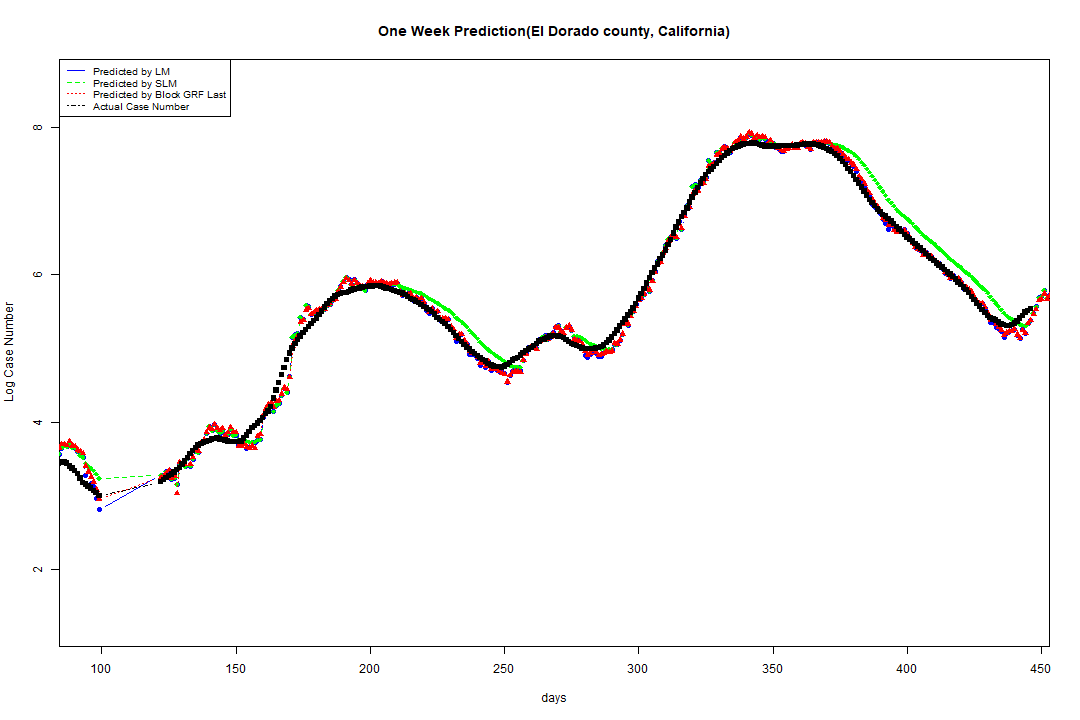 One Week Prediction(El Dorado county, California)
Predicted by LM
Predicted by SLM
Predicted by Block GRF Last
Actual Case Number
8
6
4
2
Log Case Number
100 150 200 250 300 350 400 450
days